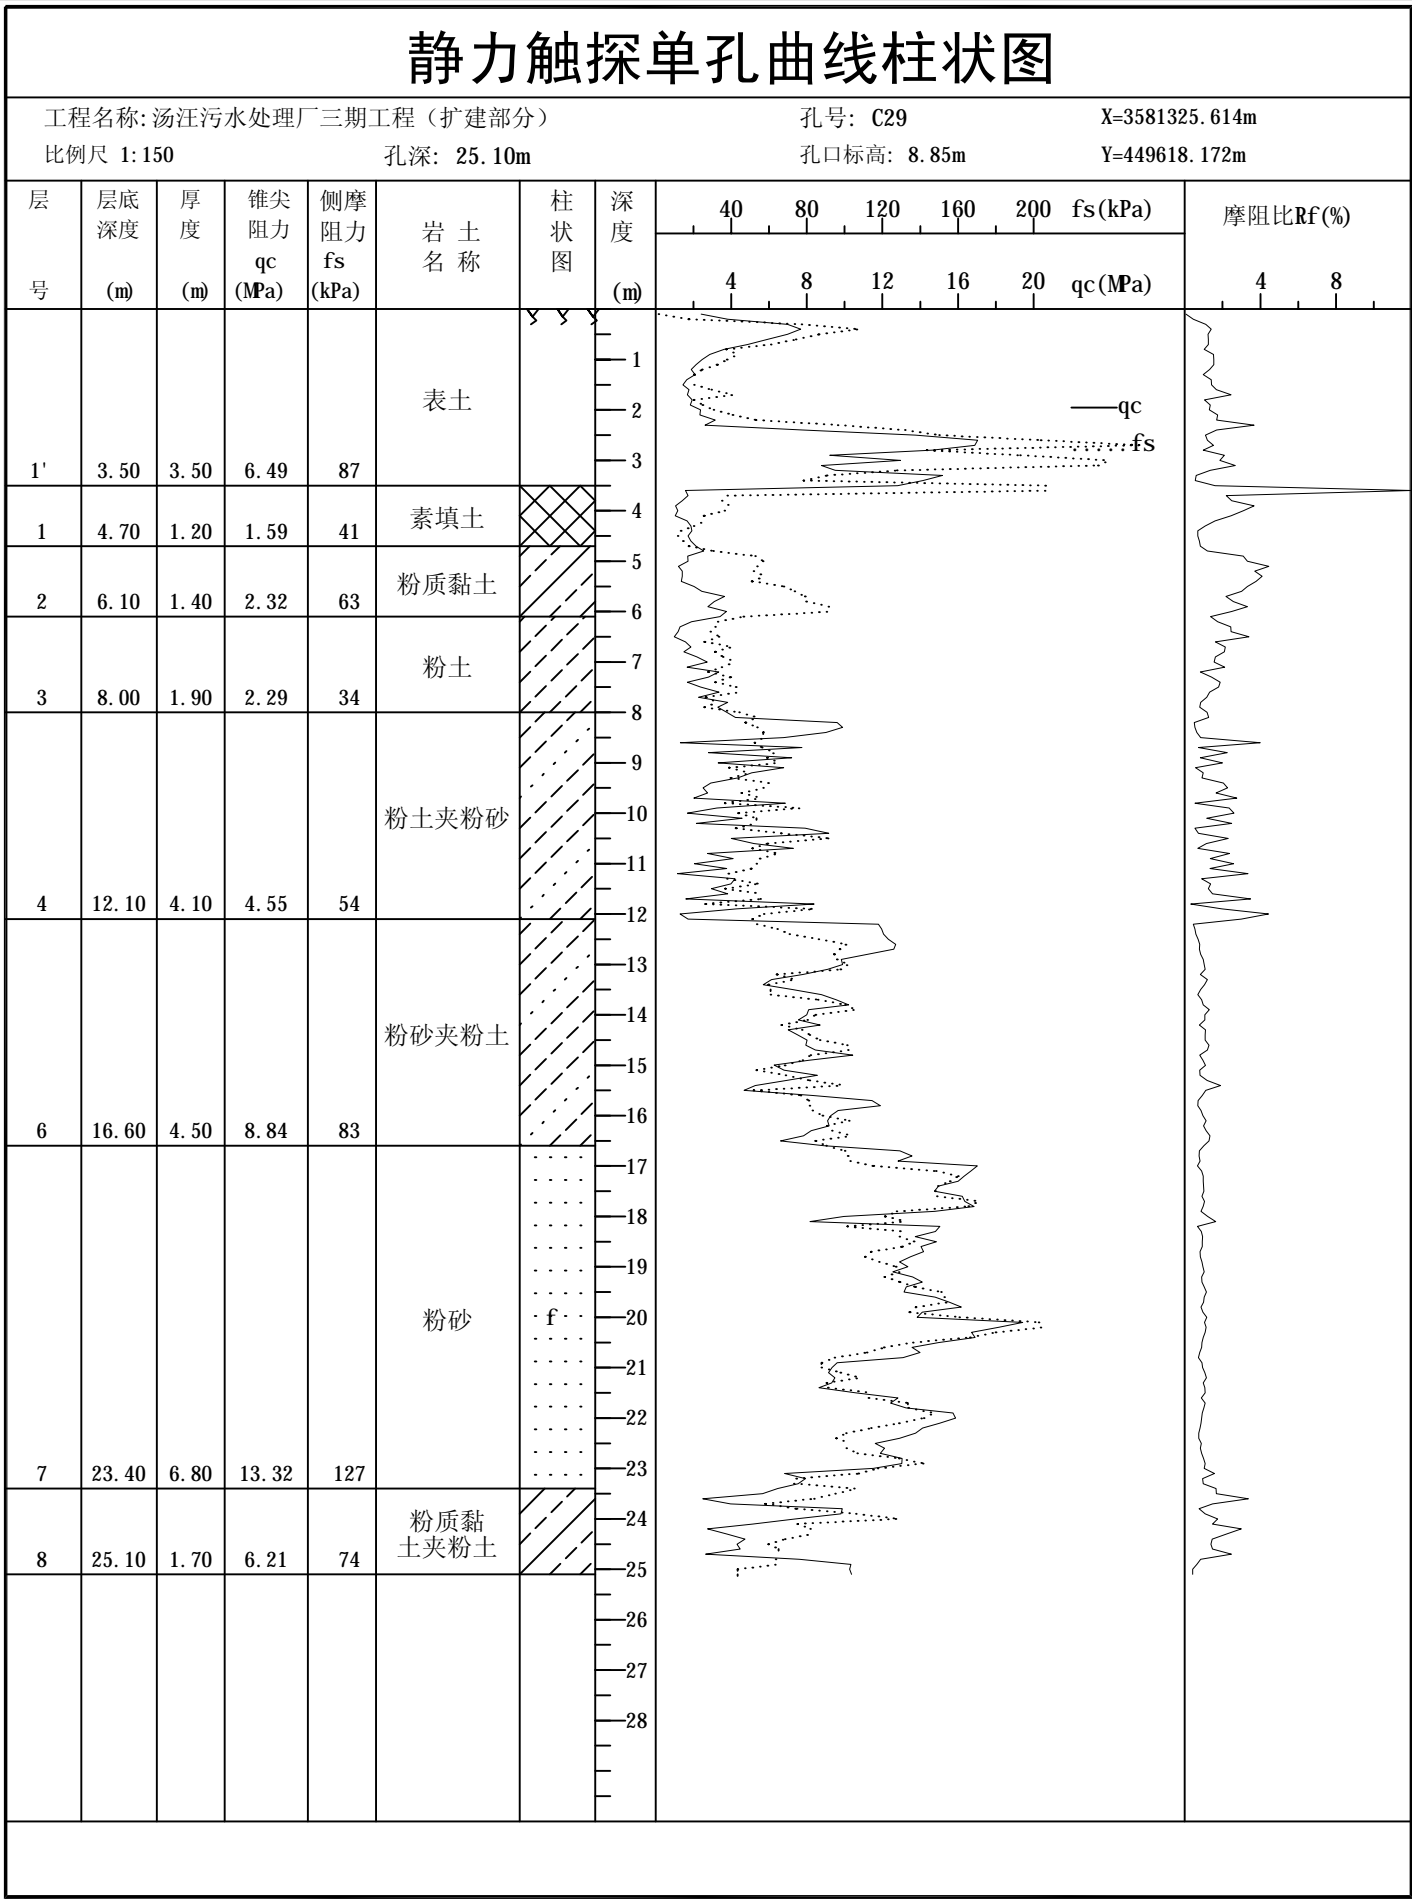 静力触探单孔曲线柱状图
工程名称: 汤汪污水处理厂三期工程（扩建部分） 孔号: C29 X=3581325.614m
比例尺 1:150 孔深: 25.10m 孔口标高: 8.85m Y=449618.172m
层号 层底深度(m) 厚度(m) 锥尖阻力qc(MPa) 侧摩阻力fs(kPa) 岩土名称 柱状图 深度(m)
40 80 120 160 200 fs(kPa)
4 8 12 16 20 qc(MPa)
摩阻比Rf(%)
4 8
1' 3.50 3.50 6.49 87 表土
1 4.70 1.20 1.59 41 素填土
2 6.10 1.40 2.32 63 粉质黏土
3 8.00 1.90 2.29 34 粉土
4 12.10 4.10 4.55 54 粉土夹粉砂
6 16.60 4.50 8.84 83 粉砂夹粉土
7 23.40 6.80 13.32 127 粉砂
f
8 25.10 1.70 6.21 74 粉质黏土夹粉土
1
2
3
4
5
6
7
8
9
10
11
12
13
14
15
16
17
18
19
20
21
22
23
24
25
26
27
28
qc
fs